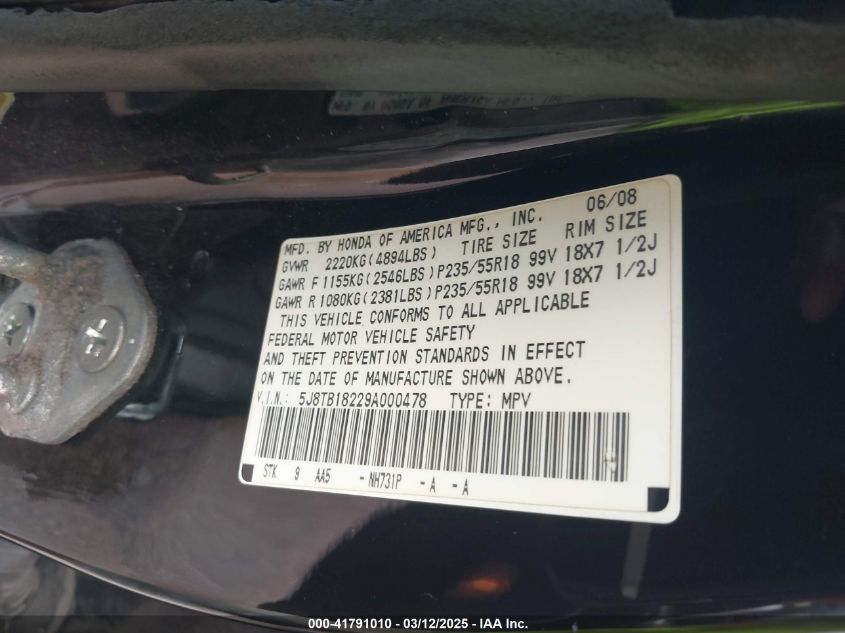 MFD. BY HONDA OF AMERICA MFG., INC. 06/08
GVWR 2220KG(4894LBS) TIRE SIZE RIM SIZE
GAWR F 1155KG(2546LBS)P235/55R18 99V 18X7 1/2J
GAWR R 1080KG(2381LBS)P235/55R18 99V 18X7 1/2J
THIS VEHICLE CONFORMS TO ALL APPLICABLE
FEDERAL MOTOR VEHICLE SAFETY
AND THEFT PREVENTION STANDARDS IN EFFECT
ON THE DATE OF MANUFACTURE SHOWN ABOVE.
V.I.N.: 5J8TB18229A000478 TYPE: MPV
STK 9 AA5 -NH731P -A -A
000-41791010 / 03/12/2025 - IAA Inc.